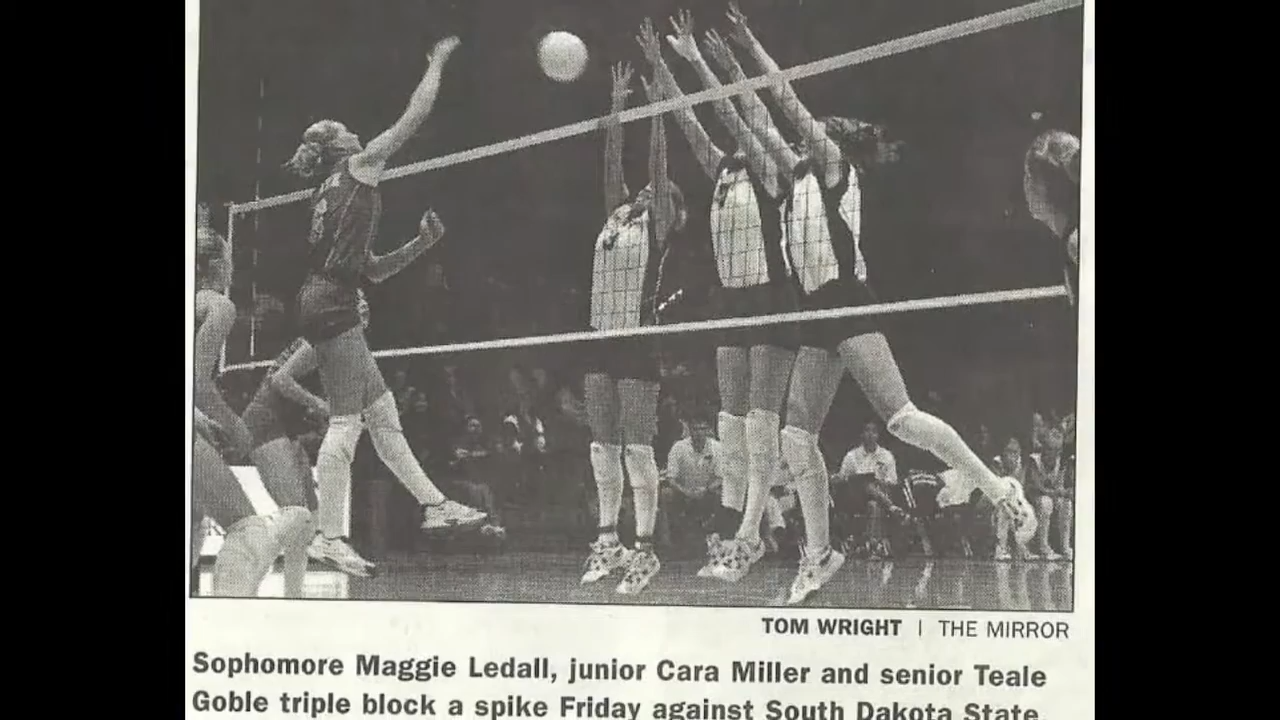 TOM WRIGHT | THE MIRROR
Sophomore Maggie Ledall, junior Cara Miller and senior Teale
Goble triple block a spike Friday against South Dakota State.